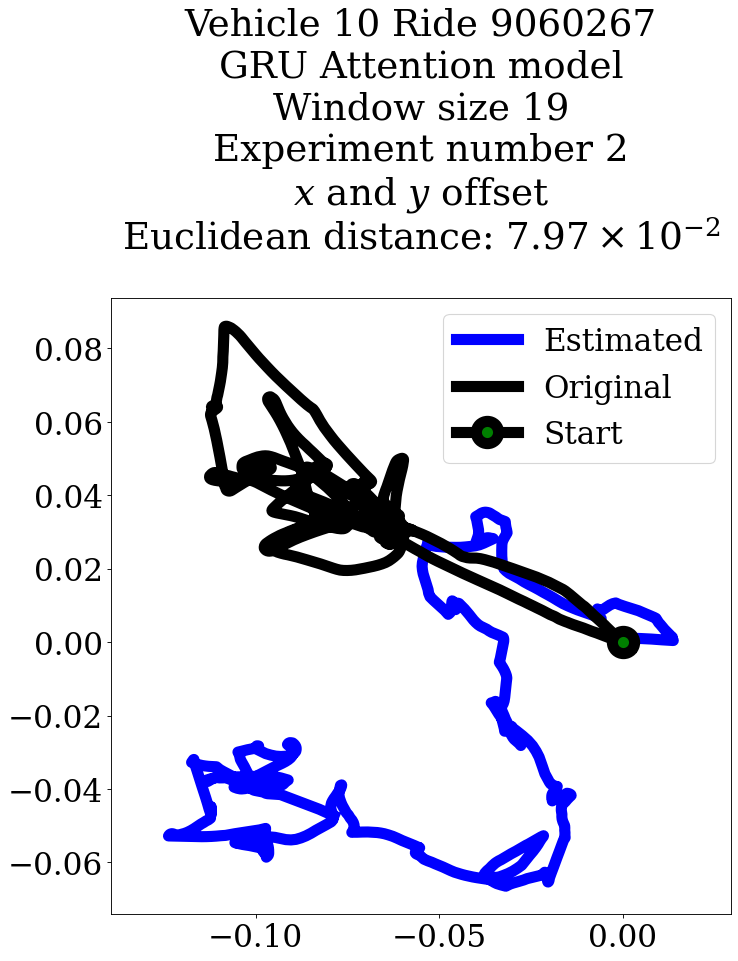 Vehicle 10 Ride 9060267
GRU Attention model
Window size 19
Experiment number 2
x and y offset
Euclidean distance: 7.97 × 10⁻²
Estimated
Original
Start
0.08
0.06
0.04
0.02
0.00
−0.02
−0.04
−0.06
−0.10
−0.05
0.00